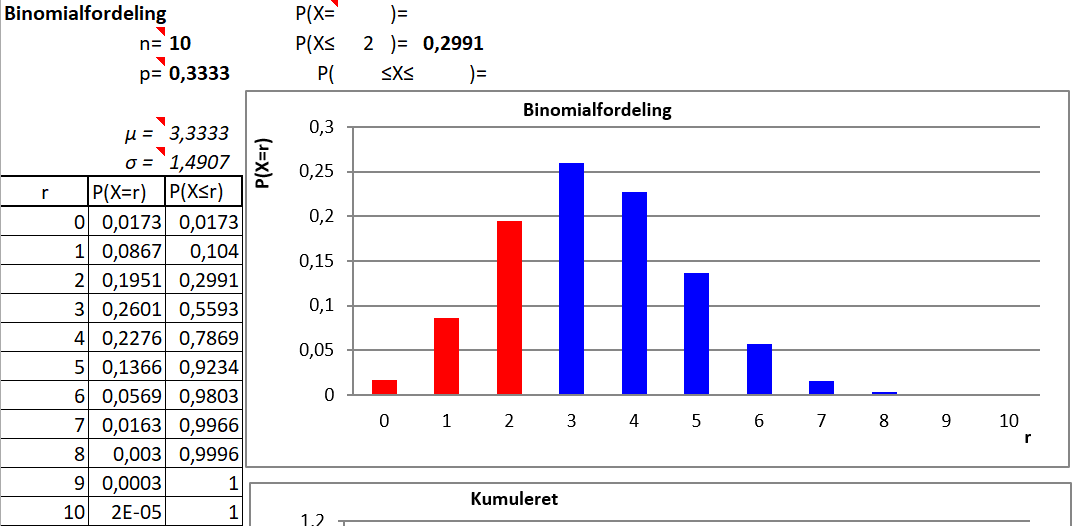 Binomialfordeling P(X= )=
n= 10 P(X≤ 2 )= 0,2991
p= 0,3333 P( ≤X≤ )=
μ = 3,3333
σ = 1,4907
r P(X=r) P(X≤r)
0 0,0173 0,0173
1 0,0867 0,104
2 0,1951 0,2991
3 0,2601 0,5593
4 0,2276 0,7869
5 0,1366 0,9234
6 0,0569 0,9803
7 0,0163 0,9966
8 0,003 0,9996
9 0,0003 1
10 2E-05 1
Binomialfordeling
P(X=r)
0,3
0,25
0,2
0,15
0,1
0,05
0
0 1 2 3 4 5 6 7 8 9 10
r
Kumuleret
1,2